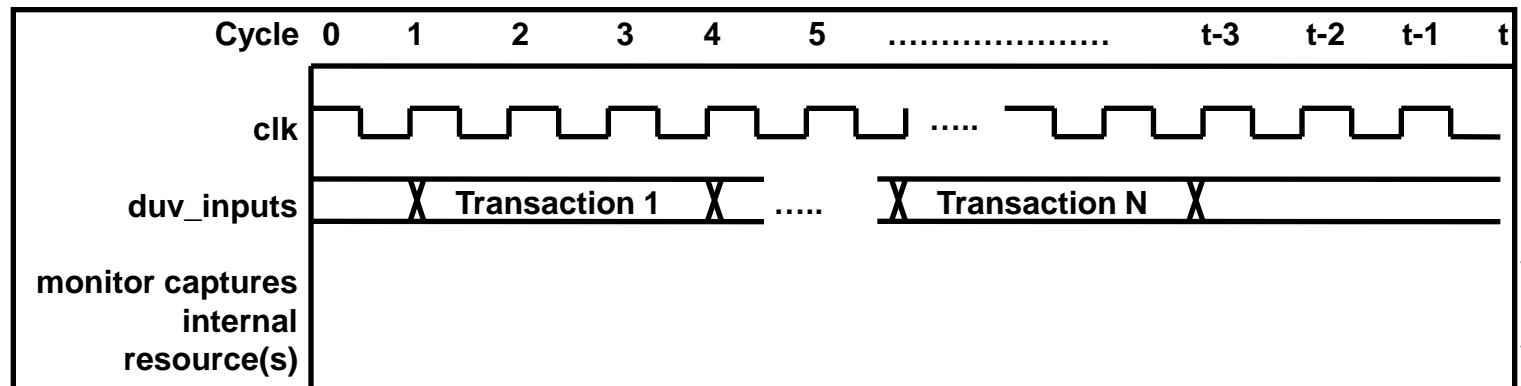 Cycle 0 1 2 3 4 5 ………………… t-3 t-2 t-1 t
clk …..
duv_inputs Transaction 1 ….. Transaction N
monitor captures
internal
resource(s)